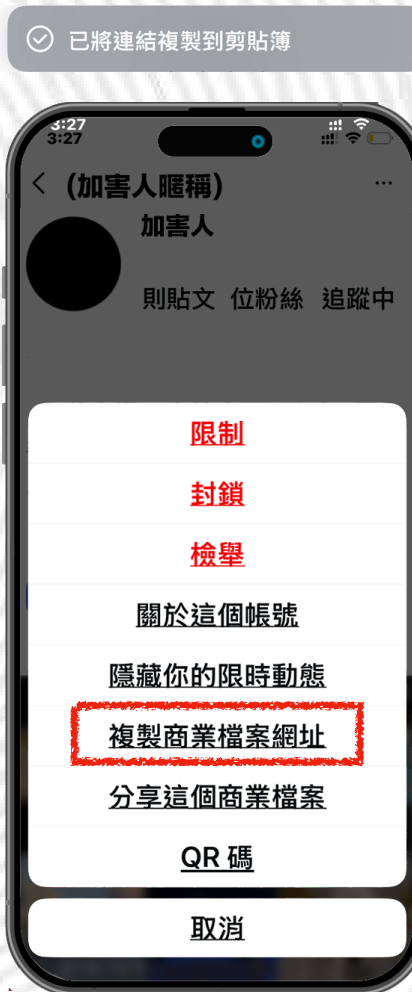 已將連結複製到剪貼簿
3:27
3:27
(加害人暱稱)
加害人
則貼文 位粉絲 追蹤中
限制
封鎖
檢舉
關於這個帳號
隱藏你的限時動態
複製商業檔案網址
分享這個商業檔案
QR 碼
取消